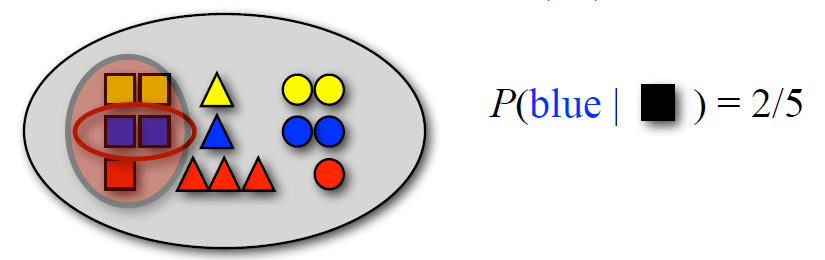 P(blue | ■ ) = 2/5